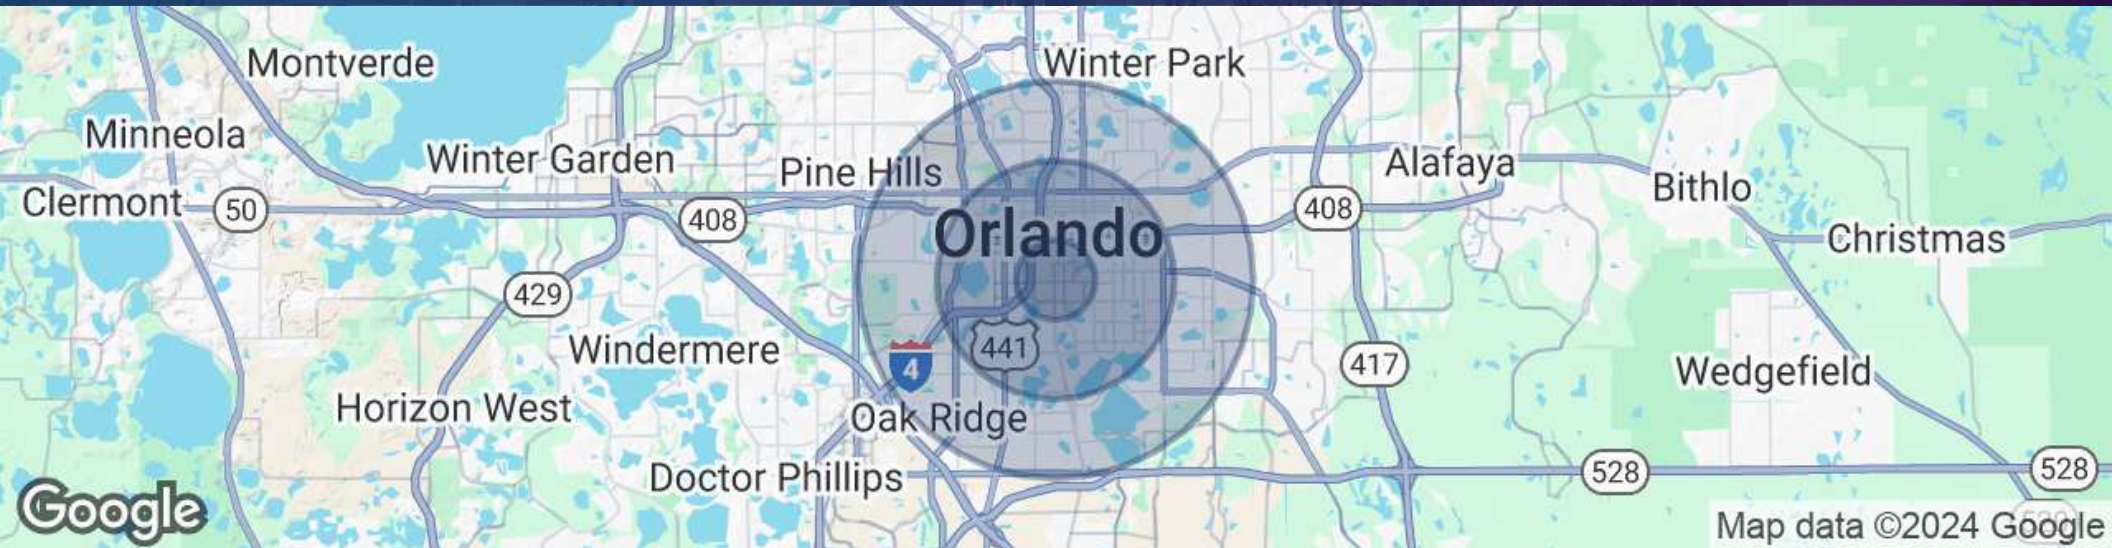 Montverde
Winter Park
Minneola
Winter Garden
Pine Hills
Alafaya
Bithlo
Clermont
50
408
Orlando
408
Christmas
429
Windermere
441
4
417
Wedgefield
Horizon West
Oak Ridge
Doctor Phillips
528
528
Google
Map data ©2024 Google